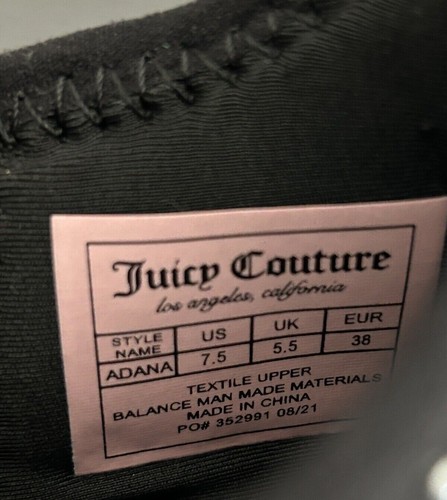 Juicy Couture
los angeles, california
STYLE NAME US UK EUR
ADANA 7.5 5.5 38
TEXTILE UPPER
BALANCE MAN MADE MATERIALS
MADE IN CHINA
PO# 352991 08/21